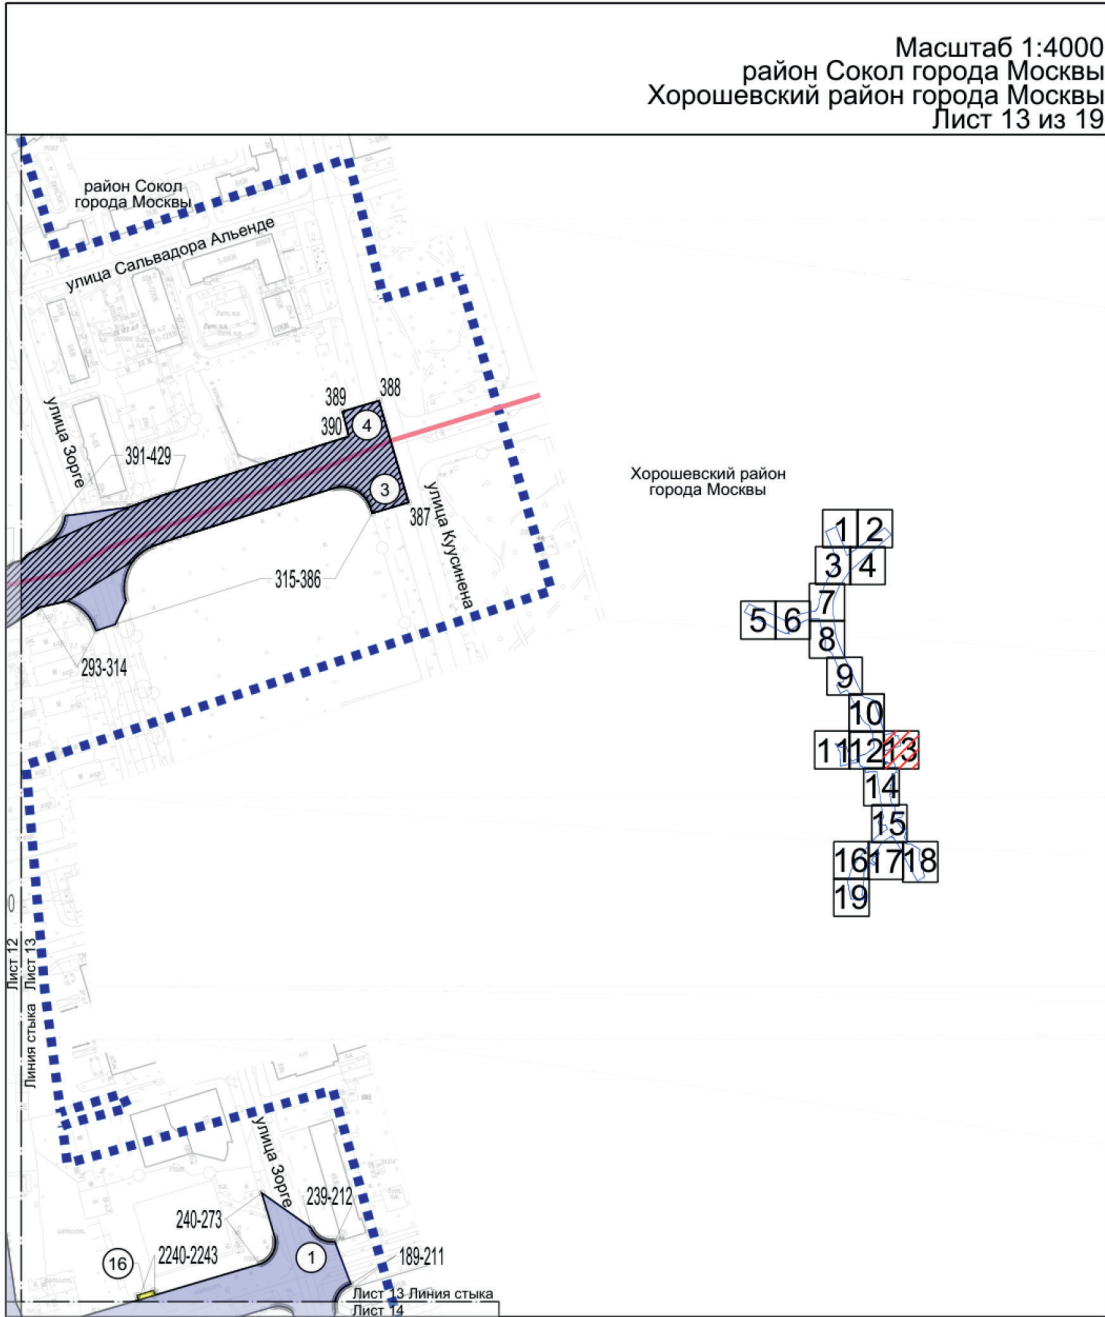 Масштаб 1:4000
район Сокол города Москвы
Хорошевский район города Москвы
Лист 13 из 19
район Сокол
города Москвы
улица Сальвадора Альенде
улица Зорге
391-429
389
388
390
4
3
387
улица Куусинена
315-386
293-314
Хорошевский район
города Москвы
1
2
3
4
7
5
6
8
9
10
11
12
13
14
15
16
17
18
19
Лист 12
Лист 13
Линия стыка
улица Зорге
239-212
240-273
2240-2243
16
1
189-211
Лист 13 Линия стыка
Лист 14